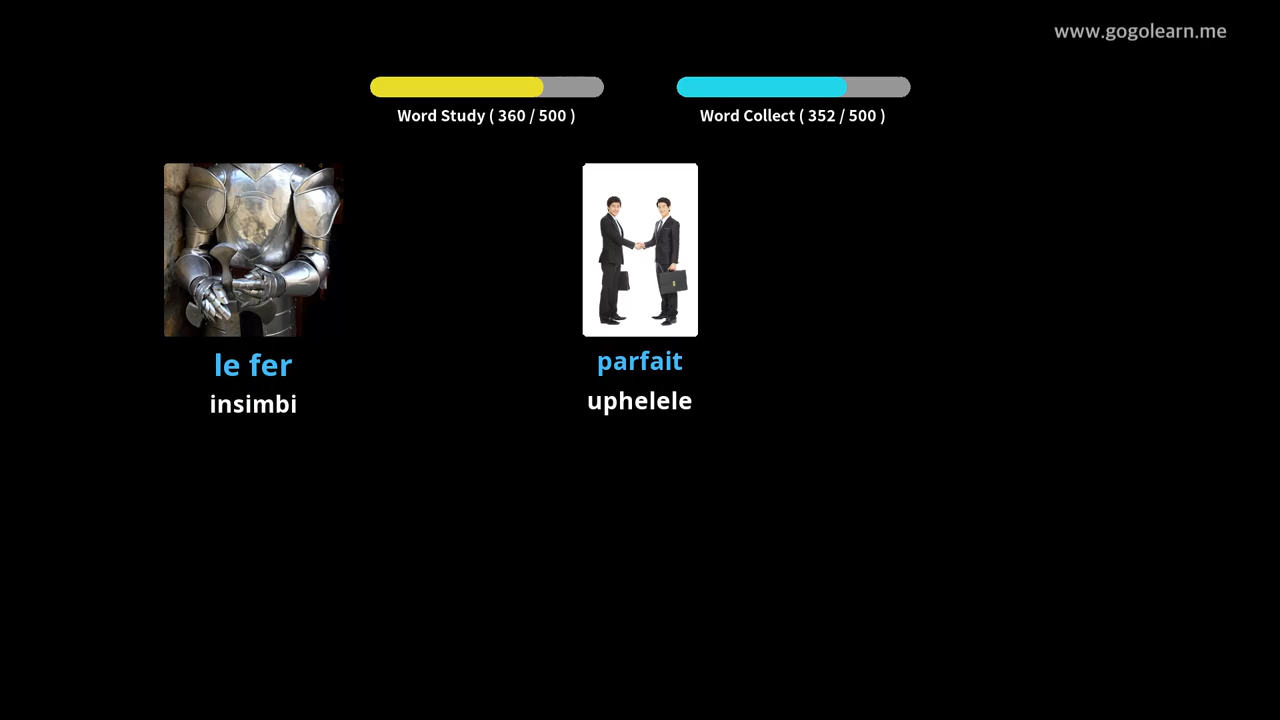 www.gogolearn.me
Word Study ( 360 / 500 )
Word Collect ( 352 / 500 )
le fer
insimbi
parfait
uphelele